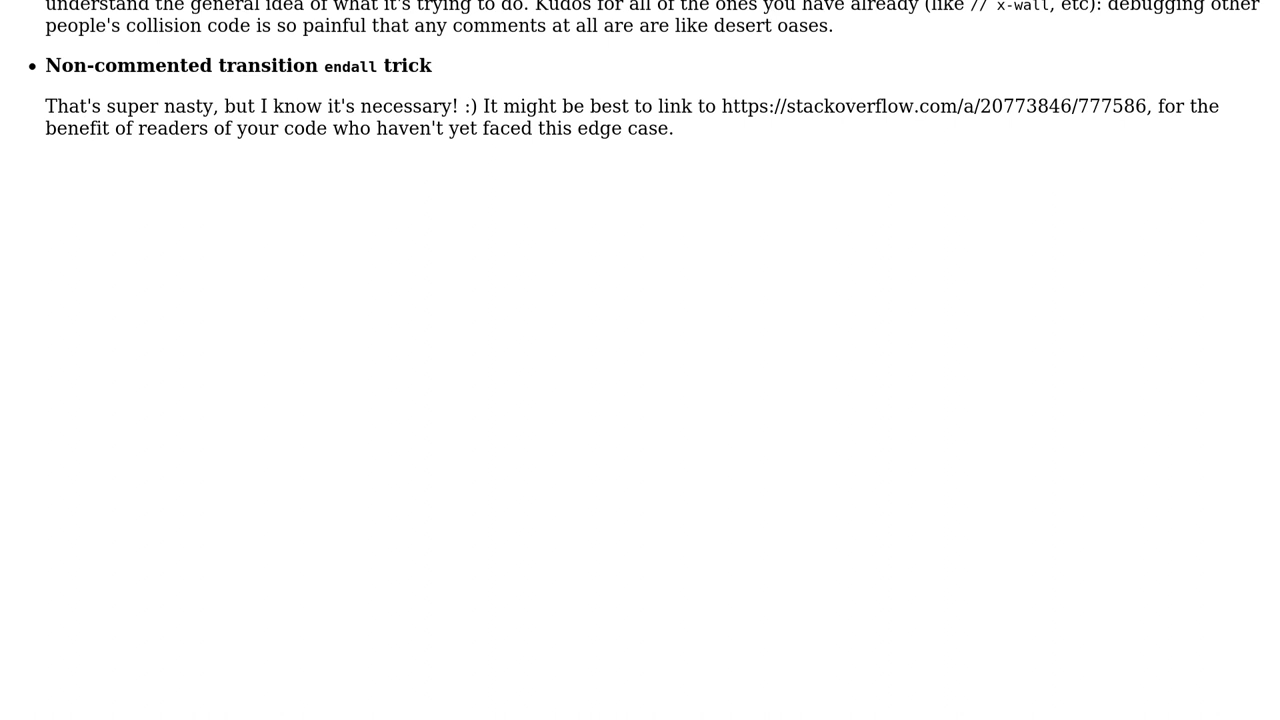 understand the general idea of what it's trying to do. Kudos for all of the ones you have already (like // x-wall, etc): debugging other
people's collision code is so painful that any comments at all are are like desert oases.
• Non-commented transition endall trick
That's super nasty, but I know it's necessary! :) It might be best to link to https://stackoverflow.com/a/20773846/777586, for the
benefit of readers of your code who haven't yet faced this edge case.